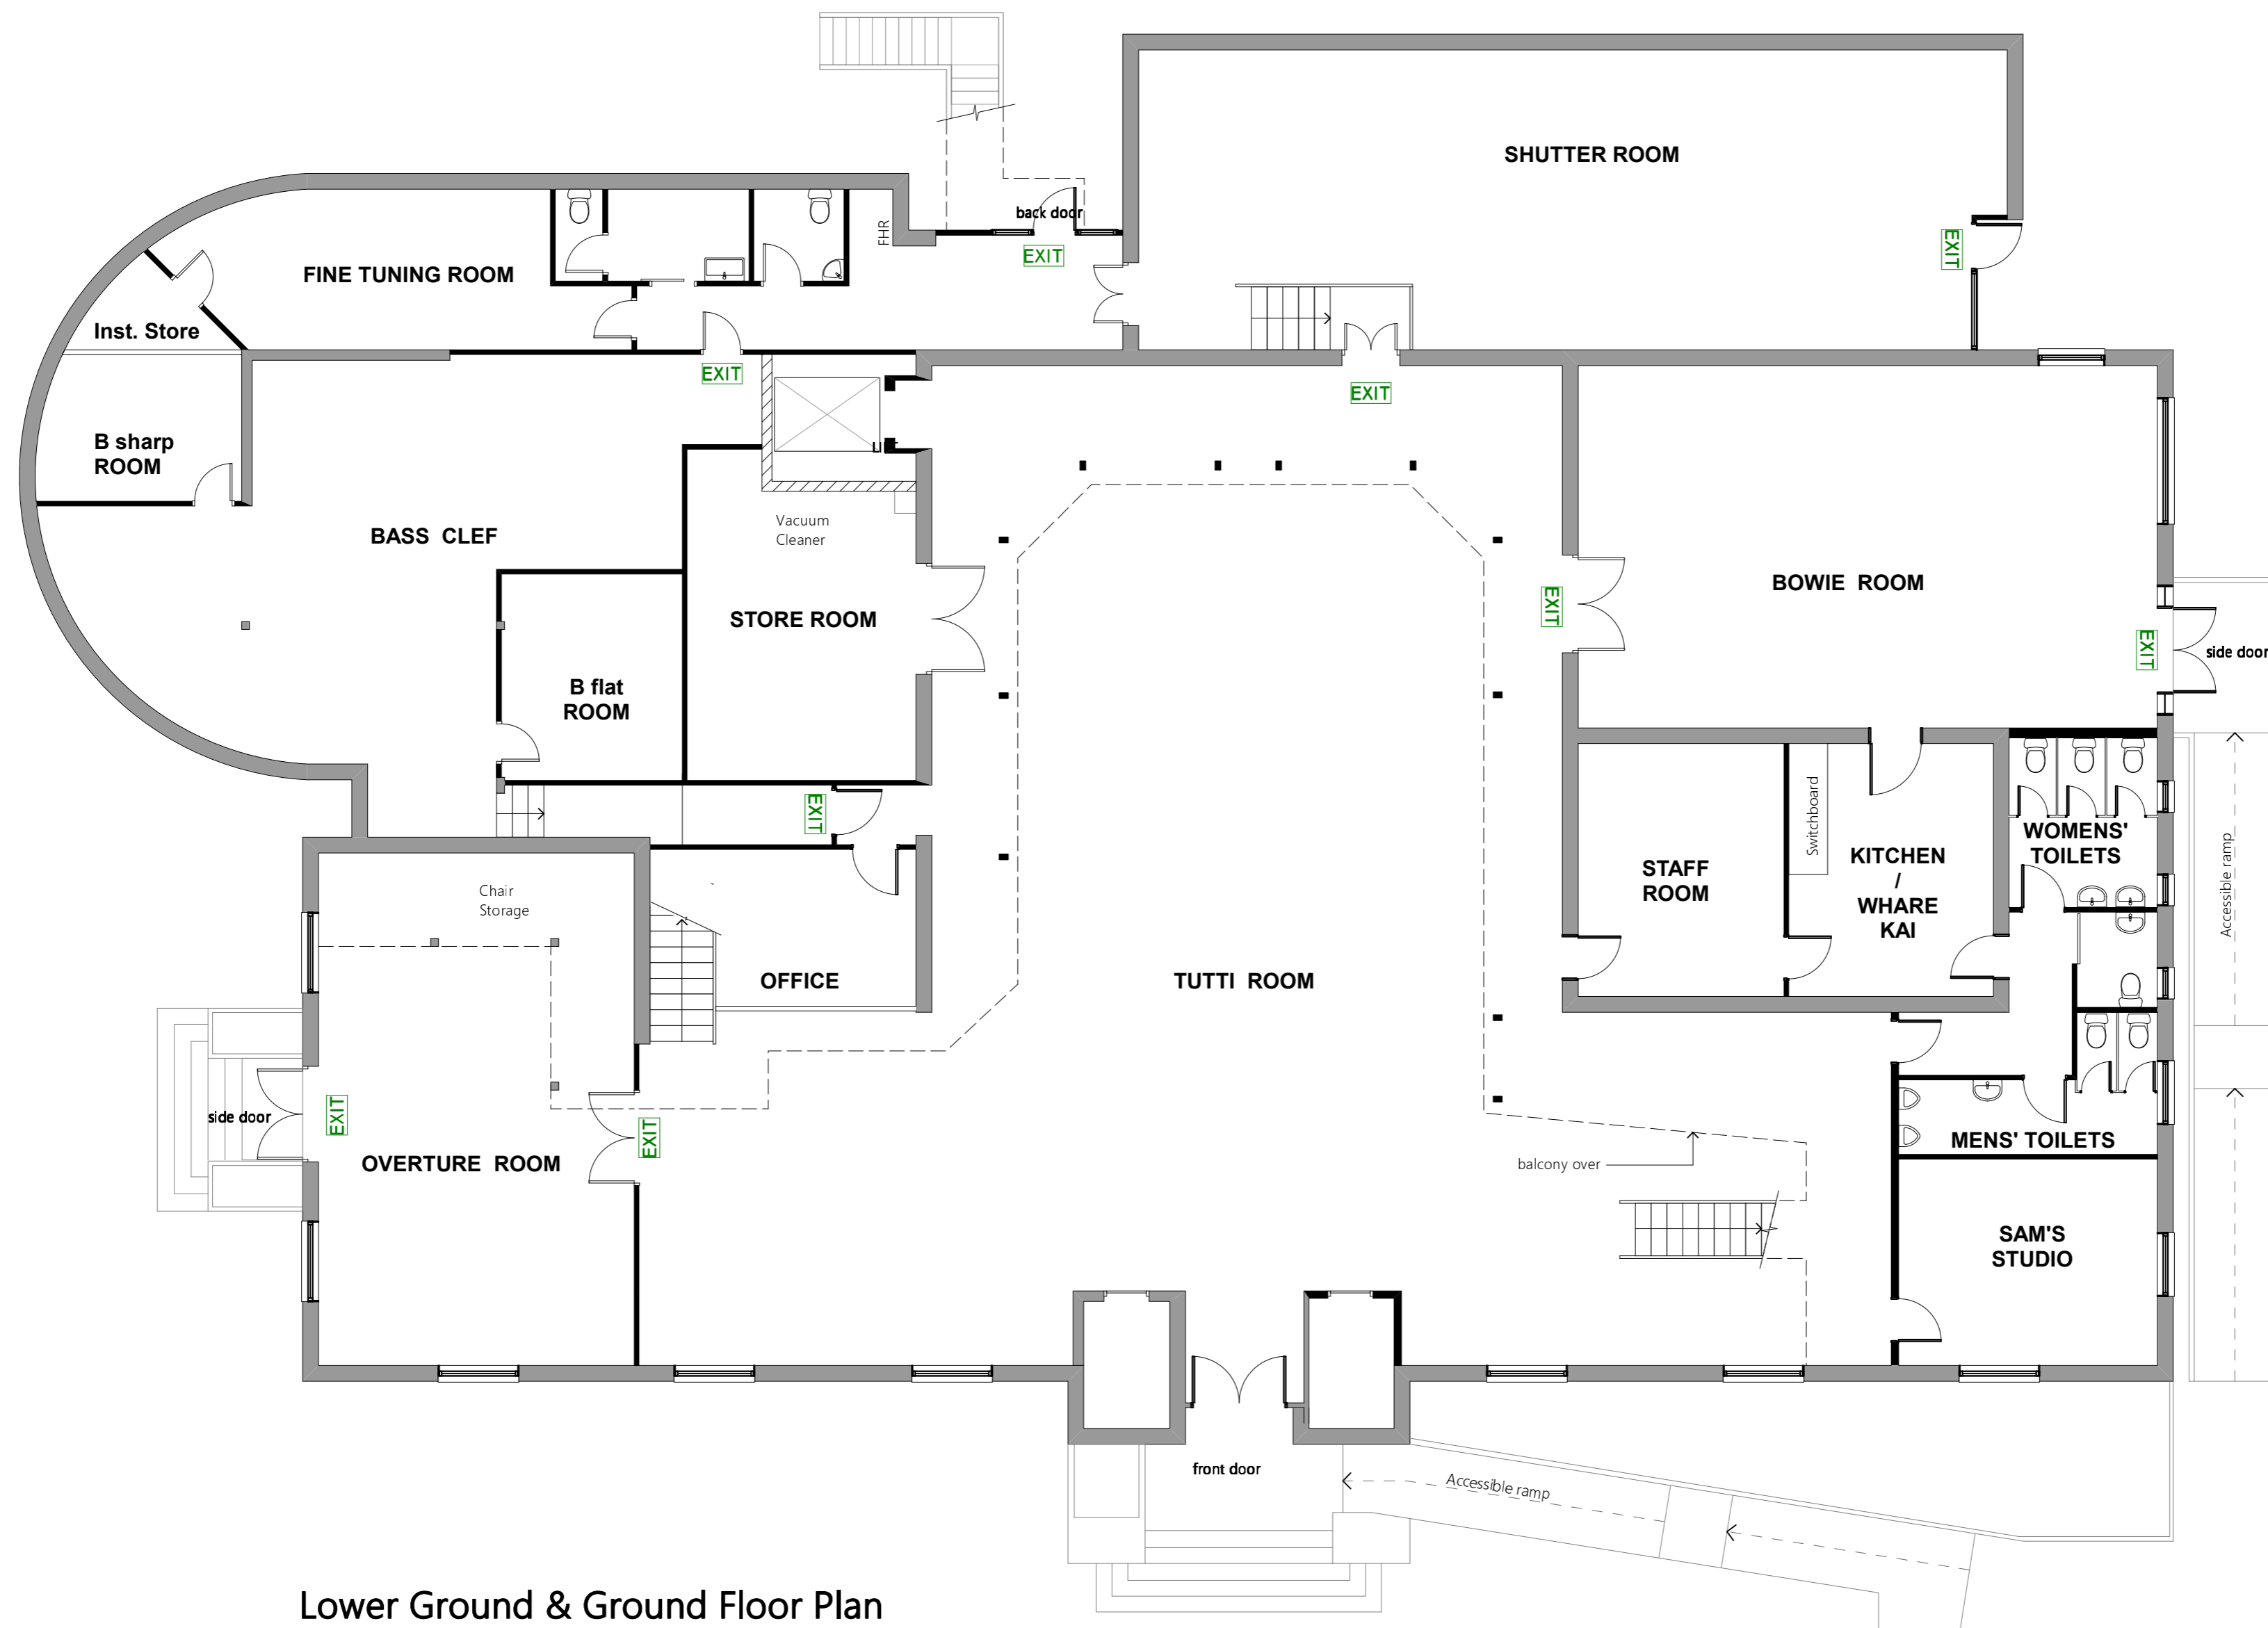 SHUTTER ROOM
back door
FHR
EXIT
EXIT
FINE TUNING ROOM
Inst. Store
EXIT
EXIT
B sharp
ROOM
BASS CLEF
Vacuum
Cleaner
STORE ROOM
B flat
ROOM
EXIT
BOWIE ROOM
EXIT
side door
EXIT
Switchboard
WOMENS'
TOILETS
KITCHEN
/
WHARE
KAI
STAFF
ROOM
Accessible ramp
Chair
Storage
OFFICE
TUTTI ROOM
side door
EXIT
EXIT
OVERTURE ROOM
balcony over
MENS' TOILETS
SAM'S
STUDIO
front door
Accessible ramp
Lower Ground & Ground Floor Plan